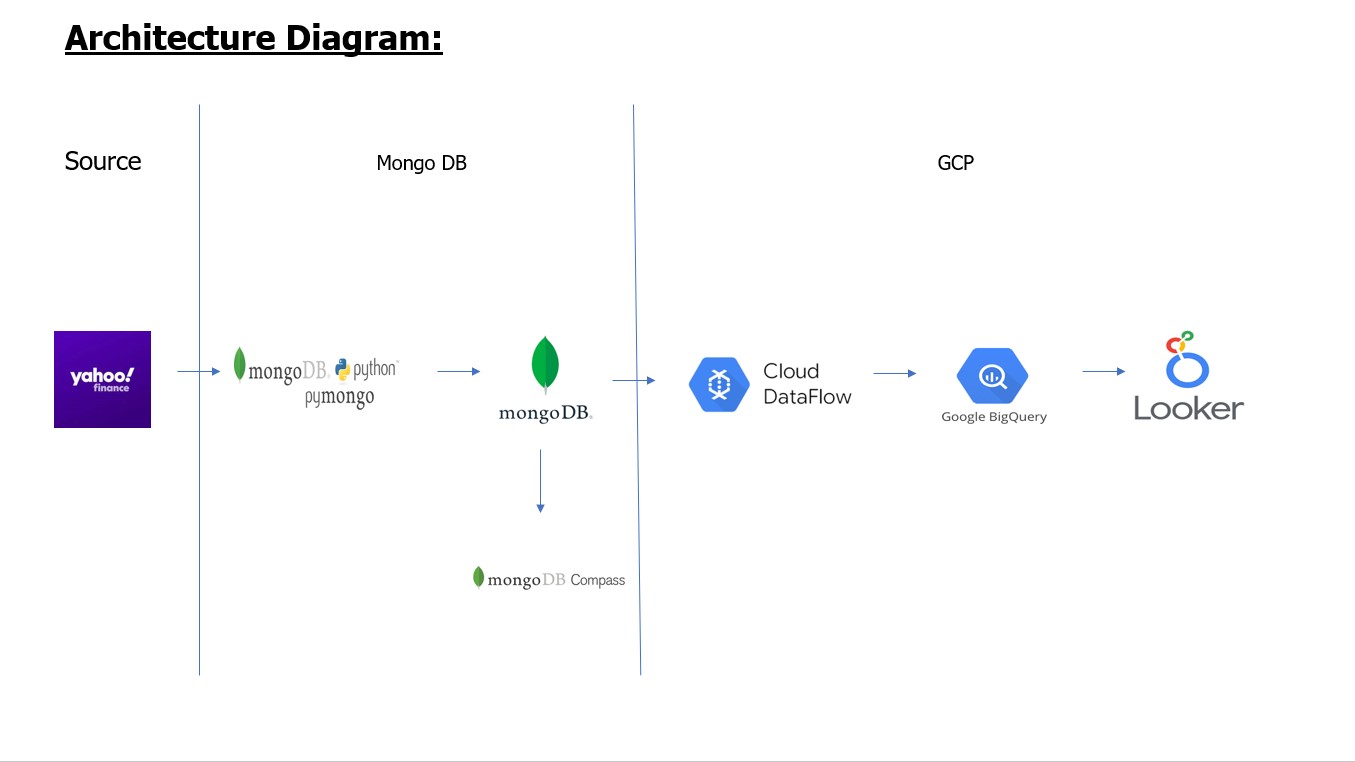 Architecture Diagram:
Source
Mongo DB
GCP
yahoo!
finance
mongoDB® python™
pymongo
mongoDB®
Cloud
DataFlow
Google BigQuery
Looker
mongoDB Compass